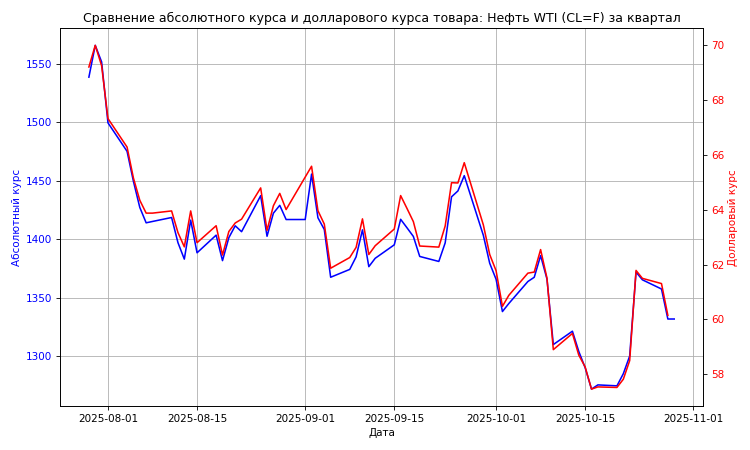 Сравнение абсолютного курса и долларового курса товара: Нефть WTI (CL=F) за квартал
Абсолютный курс
1550
1500
1450
1400
1350
1300
70
68
66
64
62
60
58
Долларовый курс
2025-08-01 2025-08-15 2025-09-01 2025-09-15 2025-10-01 2025-10-15 2025-11-01
Дата